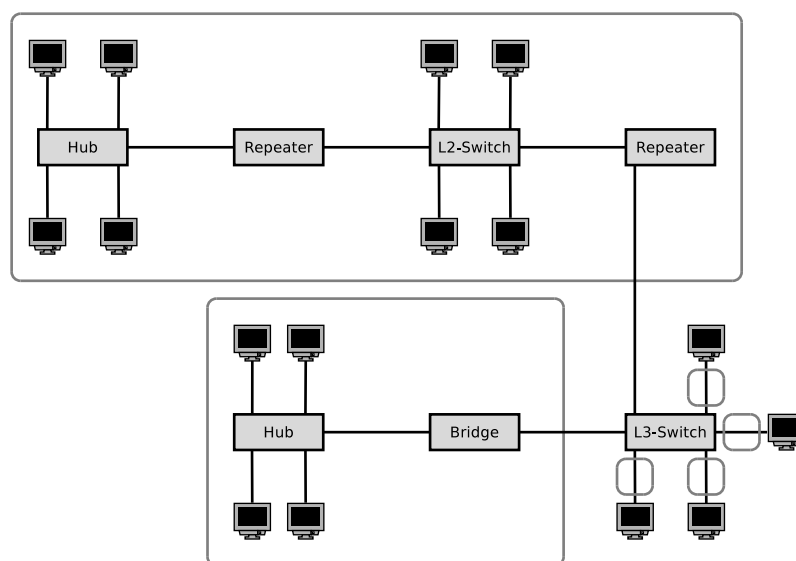 Hub
Repeater
L2-Switch
Repeater
Hub
Bridge
L3-Switch